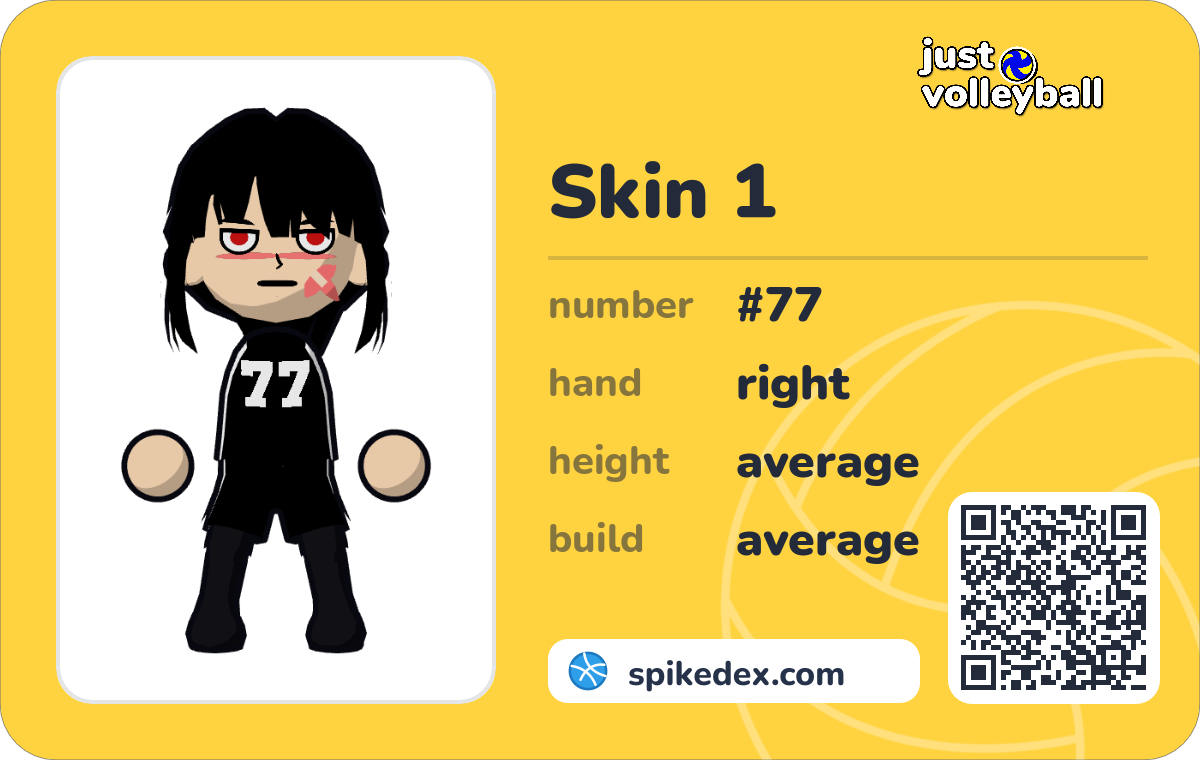 just
volleyball
Skin 1
number #77
hand right
height average
build average
77
spikedex.com